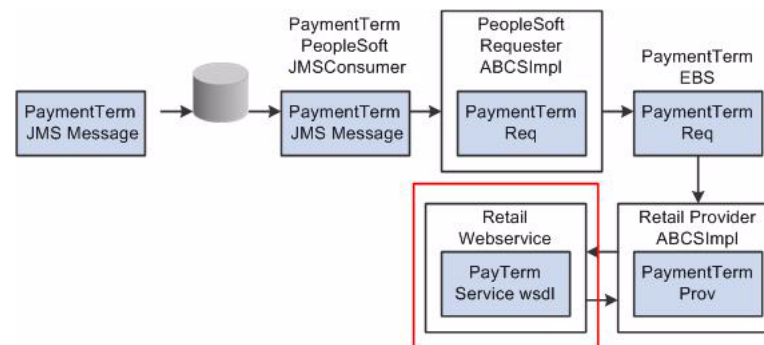 PaymentTerm
JMS Message
PaymentTerm
PeopleSoft
JMSConsumer
PaymentTerm
JMS Message
PeopleSoft
Requester
ABCSImpl
PaymentTerm
Req
PaymentTerm
EBS
PaymentTerm
Req
Retail
Webservice
PayTerm
Service wsdl
Retail Provider
ABCSImpl
PaymentTerm
Prov